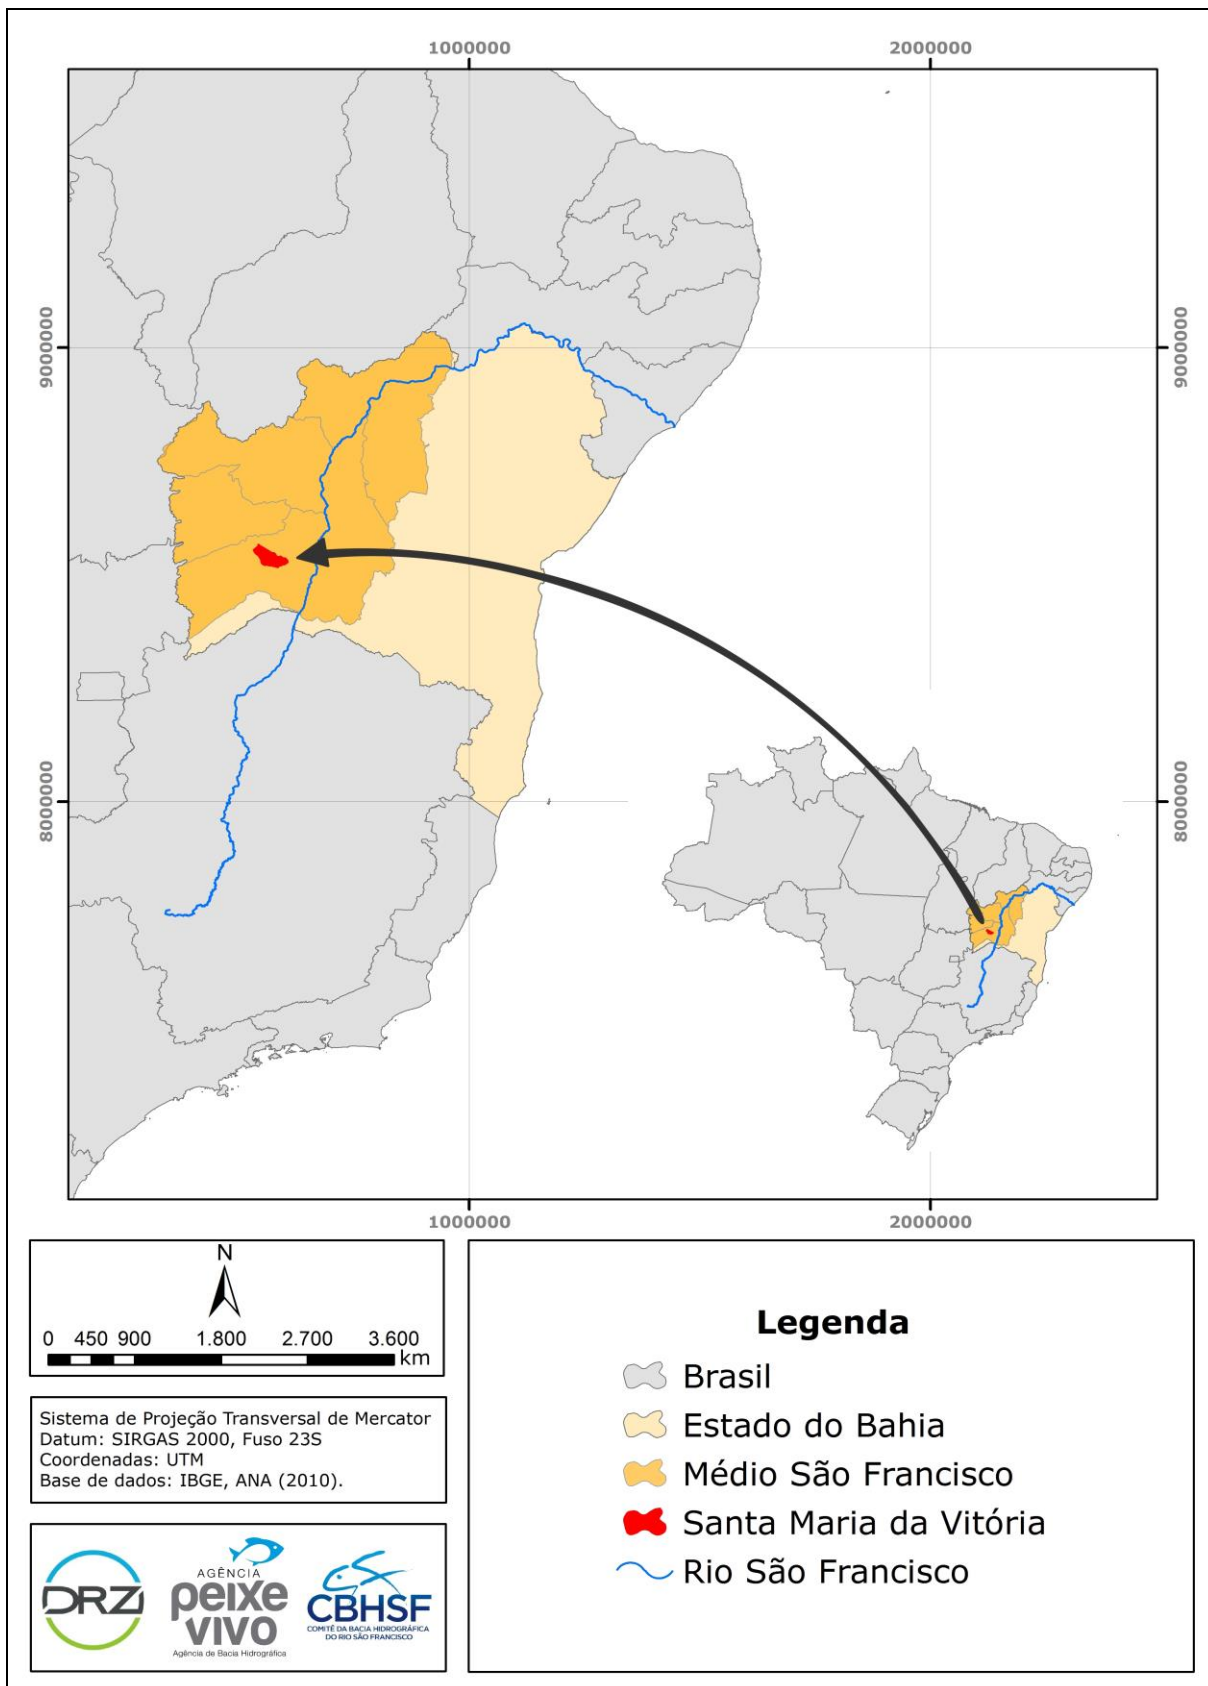 1000000
2000000
9000000
9000000
8000000
8000000
1000000
2000000
N
0 450 900 1.800 2.700 3.600
km
Sistema de Projeção Transversal de Mercator
Datum: SIRGAS 2000, Fuso 23S
Coordenadas: UTM
Base de dados: IBGE, ANA (2010).
DRZ
AGÊNCIA
peixe
vivo
Agência de Bacia Hidrográfica
CBHSF
COMITÊ DA BACIA HIDROGRÁFICA
DO RIO SÃO FRANCISCO
Legenda
Brasil
Estado do Bahia
Médio São Francisco
Santa Maria da Vitória
Rio São Francisco